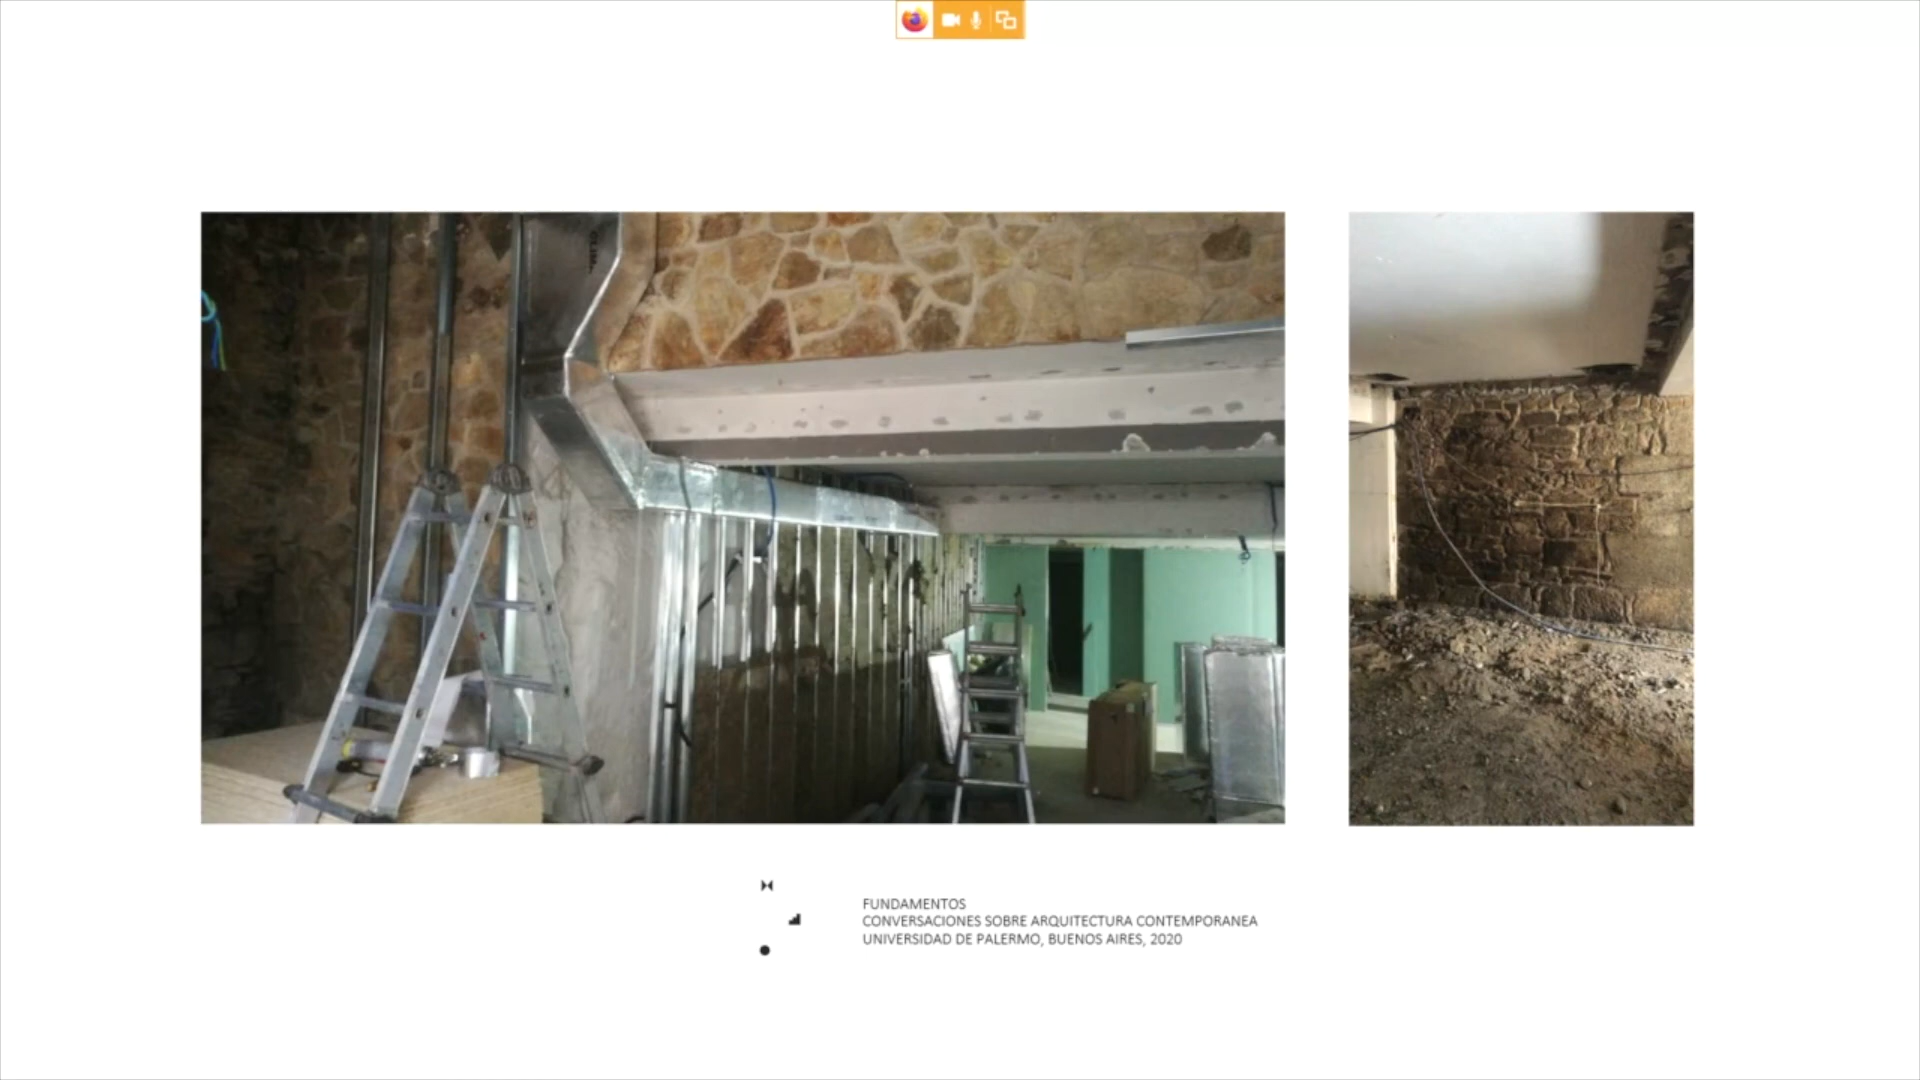 FUNDAMENTOS
CONVERSACIONES SOBRE ARQUITECTURA CONTEMPORANEA
UNIVERSIDAD DE PALERMO, BUENOS AIRES, 2020